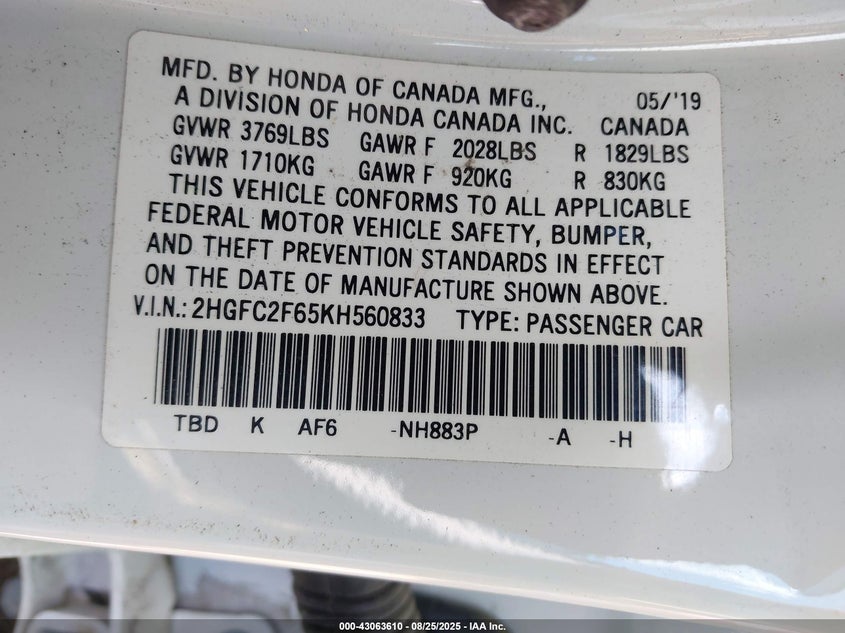 MFD. BY HONDA OF CANADA MFG., 05/'19
A DIVISION OF HONDA CANADA INC. CANADA
GVWR 3769LBS GAWR F 2028LBS R 1829LBS
GVWR 1710KG GAWR F 920KG R 830KG
THIS VEHICLE CONFORMS TO ALL APPLICABLE
FEDERAL MOTOR VEHICLE SAFETY, BUMPER,
AND THEFT PREVENTION STANDARDS IN EFFECT
ON THE DATE OF MANUFACTURE SHOWN ABOVE.
V.I.N.: 2HGFC2F65KH560833 TYPE: PASSENGER CAR
TBD K AF6 -NH883P -A -H
000-43063610 - 08/25/2025 - IAA Inc.